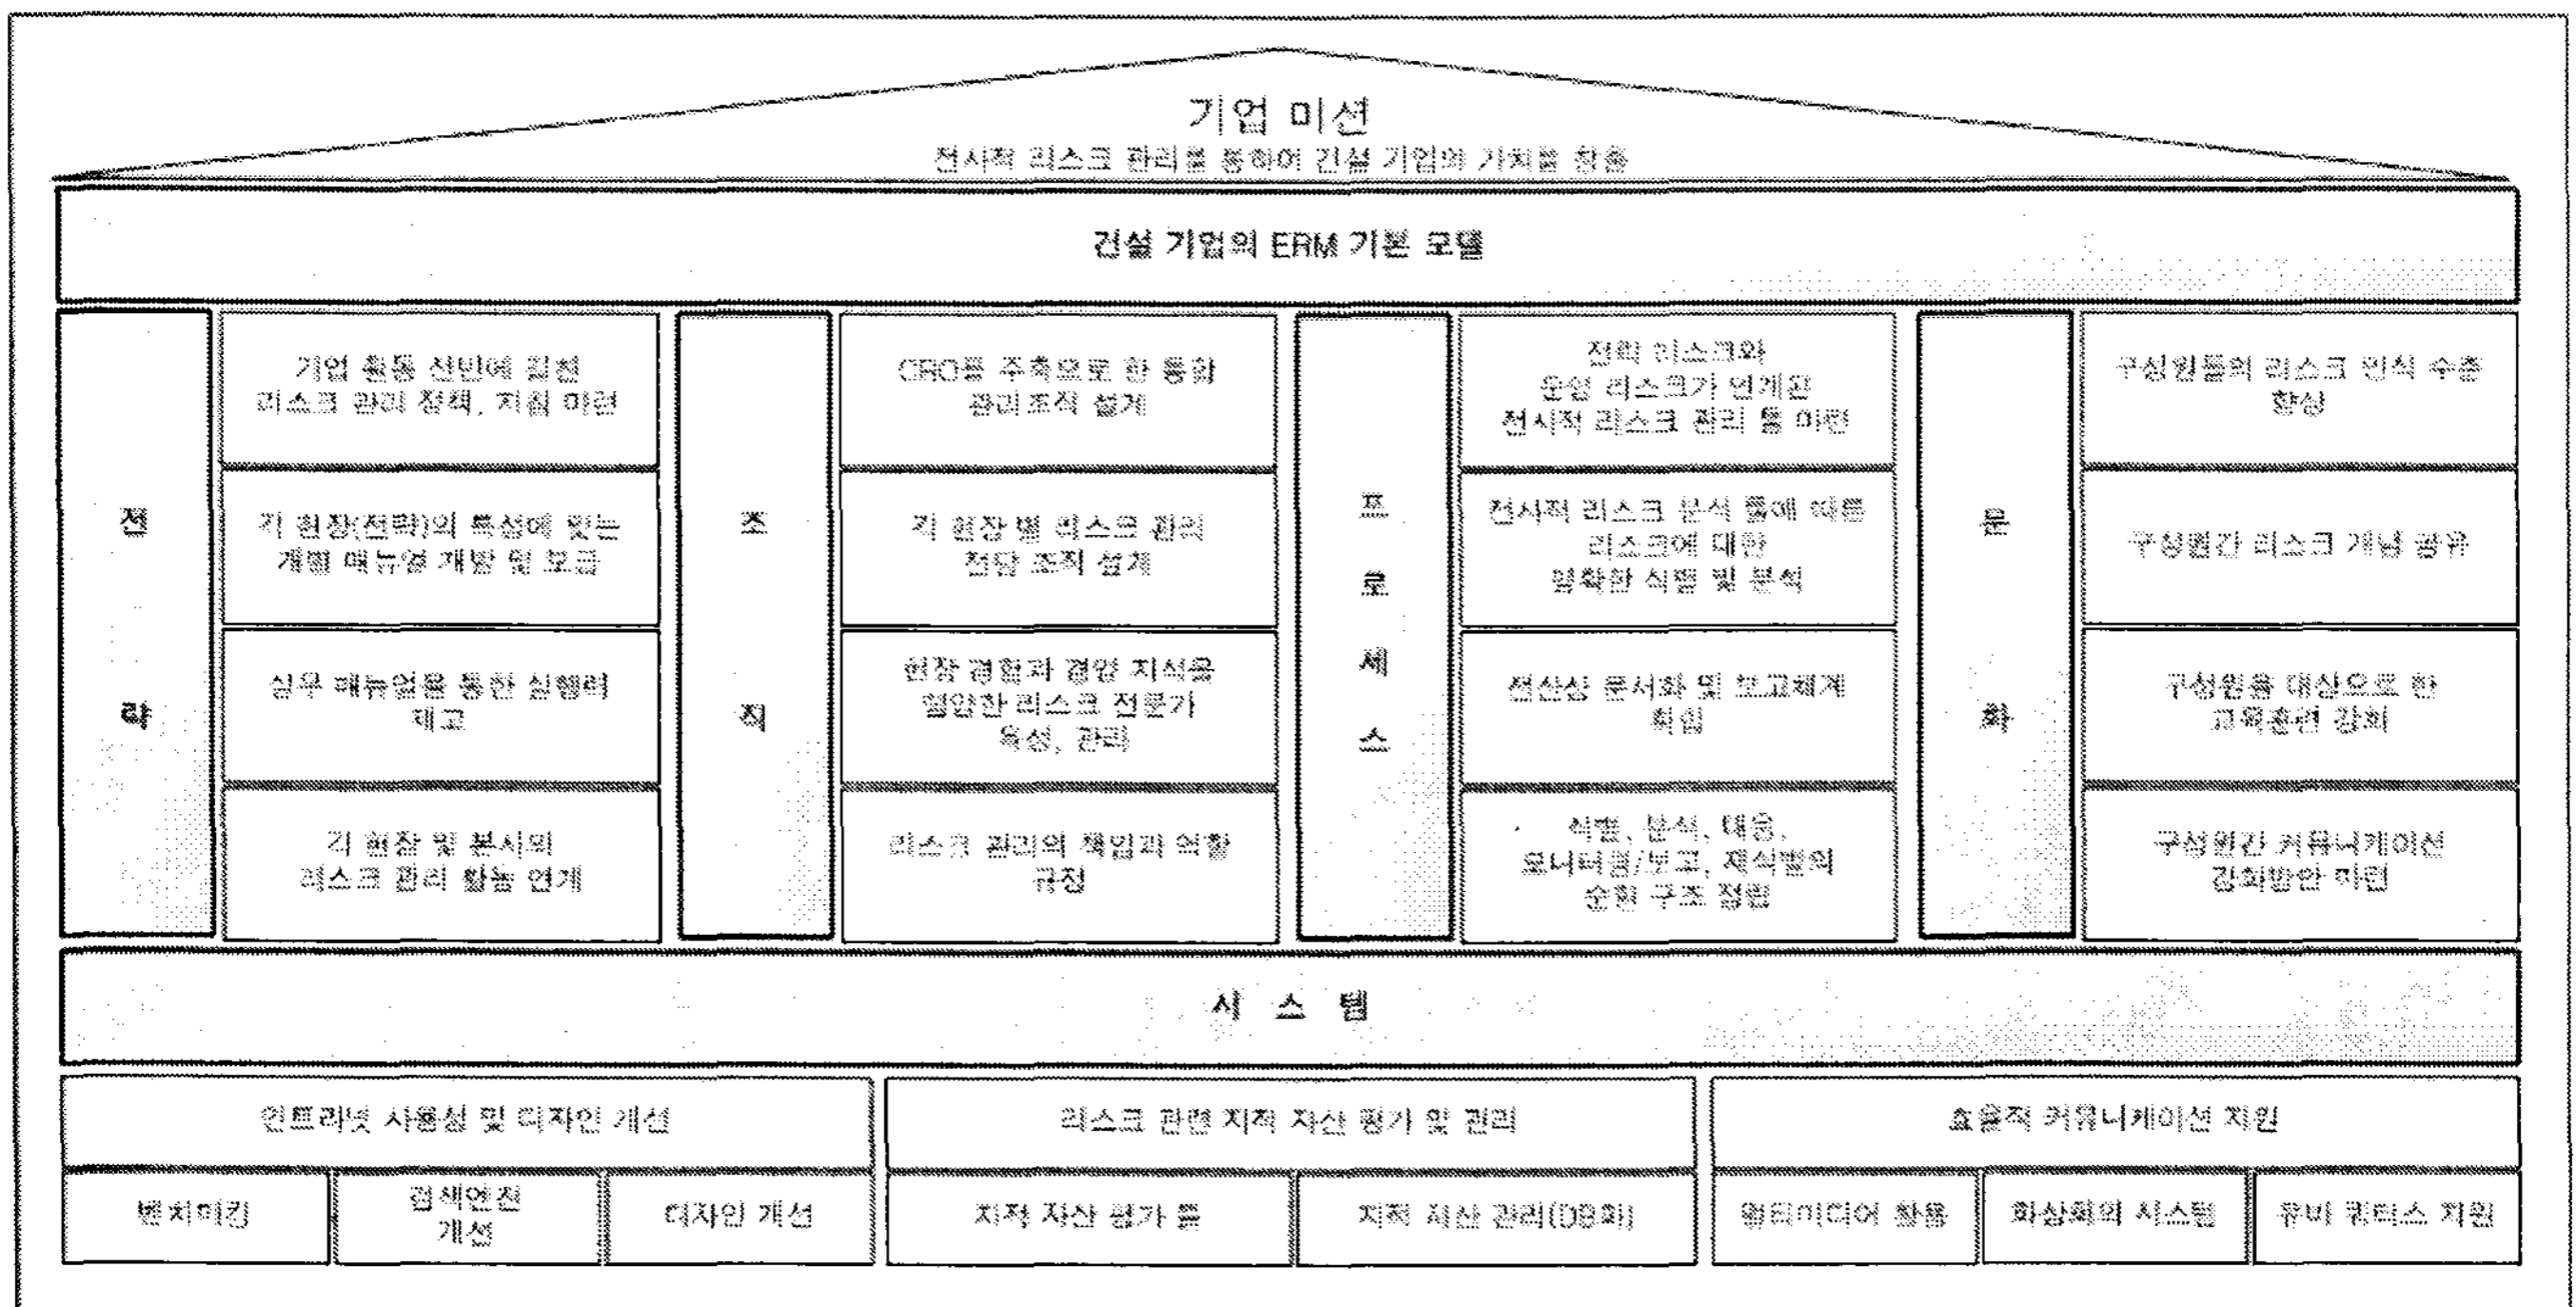 기업 미션
전사적 리스크 관리를 통하여 건설 기업의 가치를 창출
건설 기업의 ERM 기본 모델
전
략
기업 활동 전반에 걸친
리스크 관리 정책, 지침 마련
각 현장(전략)의 특성에 맞는
개별 매뉴얼 개발 및 보급
실무 매뉴얼을 통한 실행력
제고
각 현장 및 본사의
리스크 관리 활동 연계
조
직
CRO를 주축으로 한 통합
관리조직 설계
각 현장 별 리스크 관리
전담 조직 설계
현장 경험과 경영 지식을
겸양한 리스크 전문가
육성, 관리
리스크 관리의 책임과 역할
규정
프
로
세
스
전략 리스크와
운영 리스크가 연계된
전사적 리스크 관리 툴 마련
전사적 리스크 분석 툴에 따른
리스크에 대한
명확한 식별 및 분석
전산상 문서화 및 보고체계
확립
식별, 분석, 대응,
모니터링/보고, 재식별의
순환 구조 정립
문
화
구성원들의 리스크 인식 수준
향상
구성원간 리스크 개념 공유
구성원을 대상으로 한
교육훈련 강화
구성원간 커뮤니케이션
강화방안 마련
시 스 템
인트라넷 사용성 및 디자인 개선
리스크 관련 지적 자산 평가 및 관리
효율적 커뮤니케이션 지원
벤치마킹
검색엔진
개선
디자인 개선
지적 자산 평가 툴
지적 자산 관리(DB화)
멀티미디어 활용
화상회의 시스템
유비 쿼터스 지원